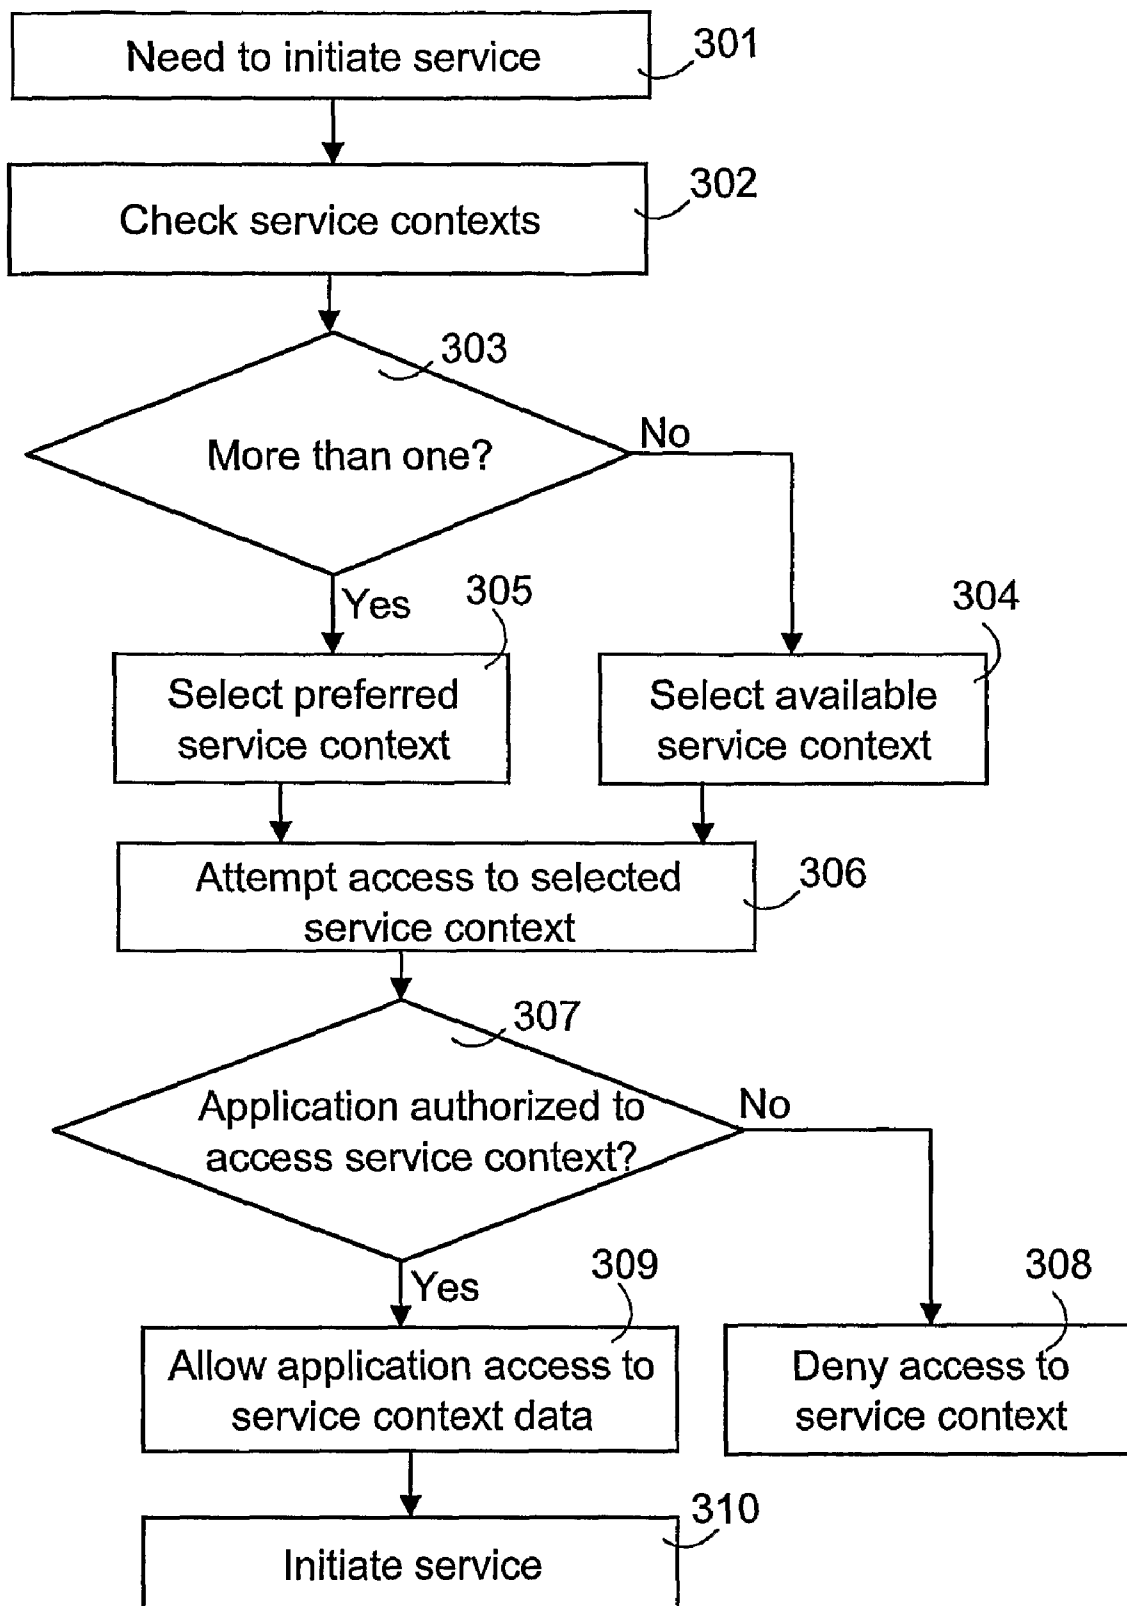 Need to initiate service
301
Check service contexts
302
303
More than one?
No
Yes
305
304
Select preferred
service context
Select available
service context
Attempt access to selected
service context
306
307
Application authorized to
access service context?
No
Yes
309
308
Allow application access to
service context data
Deny access to
service context
310
Initiate service